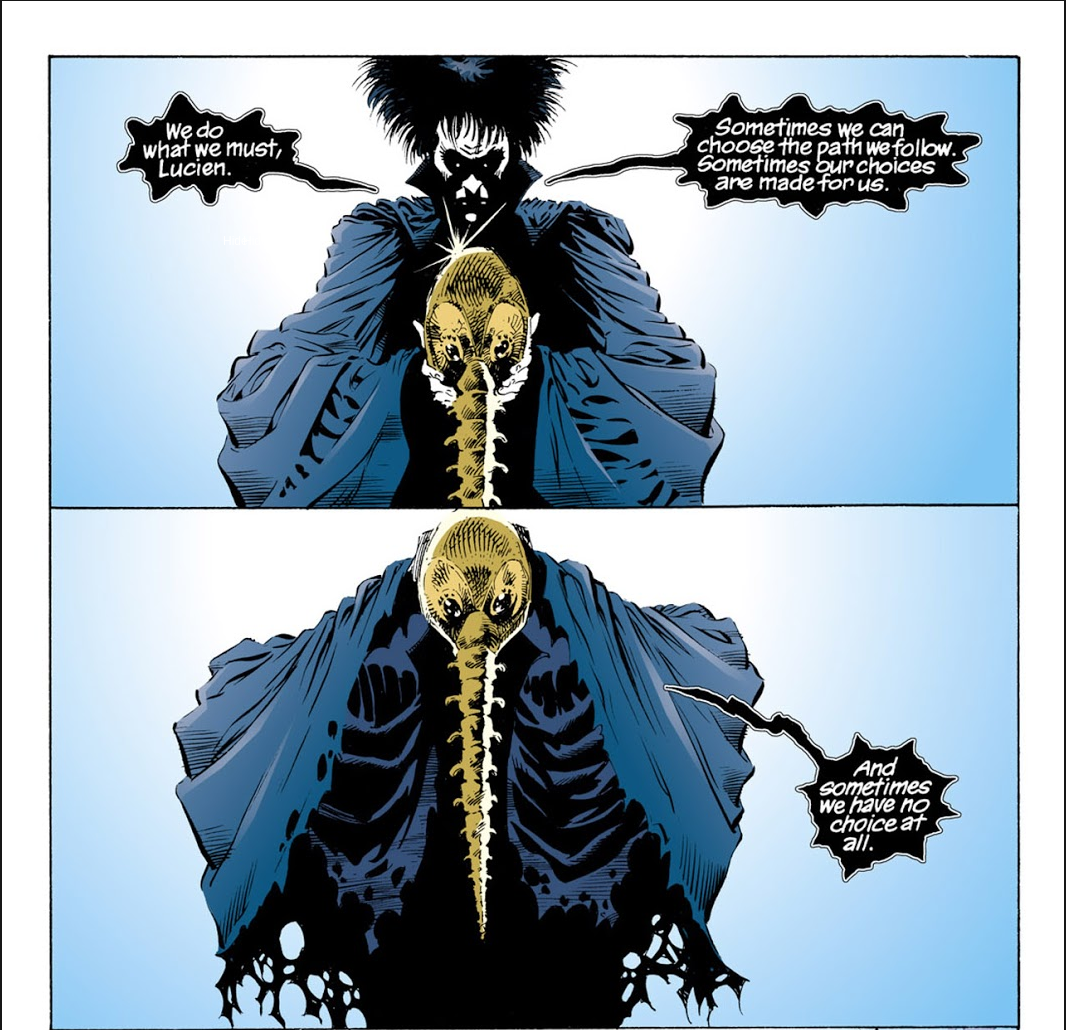 We do
what we must,
Lucien.
Sometimes we can
choose the path we follow.
Sometimes our choices
are made for us.
And
sometimes
we have no
choice at
all.